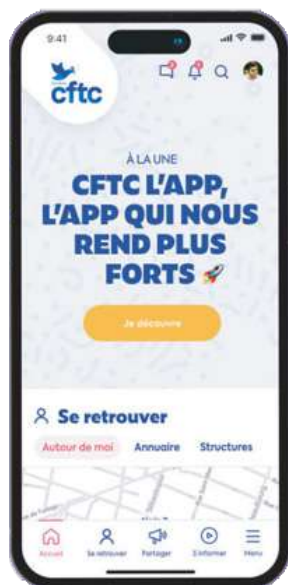 9:41
cftc
À LA UNE
CFTC L'APP,
L'APP QUI NOUS
REND PLUS
FORTS 🚀
Je découvre
Se retrouver
Autour de moi Annuaire Structures
Accueil Se retrouver Partager S'informer Menu